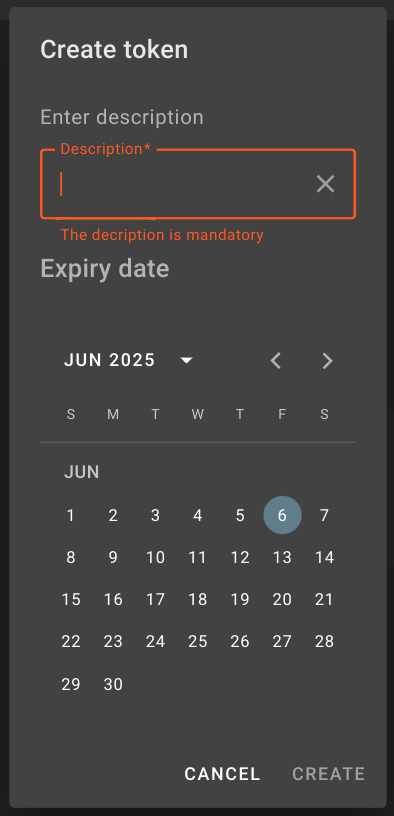 Create token
Enter description
Description*
The decription is mandatory
Expiry date
JUN 2025
S M T W T F S
JUN
1 2 3 4 5 6 7
8 9 10 11 12 13 14
15 16 17 18 19 20 21
22 23 24 25 26 27 28
29 30
CANCEL CREATE